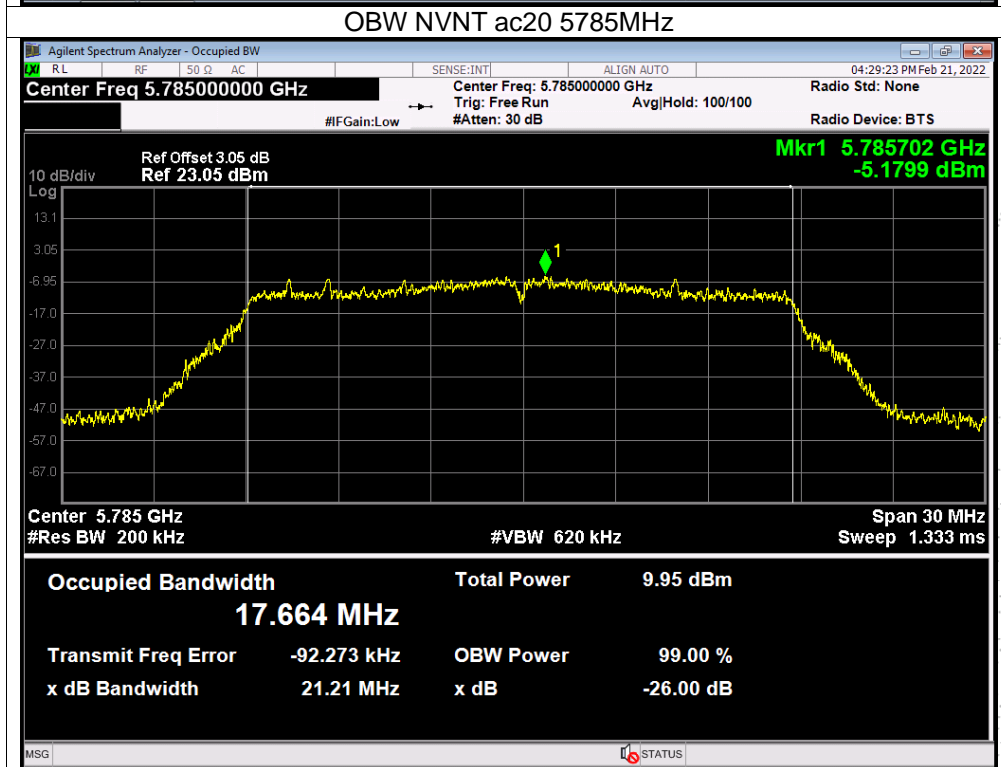 OBW NVNT ac20 5785MHz
Agilent Spectrum Analyzer - Occupied BW
LXI RL RF 50 Ω AC SENSE:INT ALIGN AUTO 04:29:23 PM Feb 21, 2022
Center Freq 5.785000000 GHz Center Freq: 5.785000000 GHz Radio Std: None
Trig: Free Run Avg|Hold: 100/100
#IFGain:Low #Atten: 30 dB Radio Device: BTS
Mkr1 5.785702 GHz
-5.1799 dBm
Ref Offset 3.05 dB
10 dB/div Ref 23.05 dBm
Log
13.1
3.05
1
-6.95
-17.0
-27.0
-37.0
-47.0
-57.0
-67.0
Center 5.785 GHz Span 30 MHz
#Res BW 200 kHz #VBW 620 kHz Sweep 1.333 ms
Occupied Bandwidth Total Power 9.95 dBm
17.664 MHz
Transmit Freq Error -92.273 kHz OBW Power 99.00 %
x dB Bandwidth 21.21 MHz x dB -26.00 dB
MSG STATUS